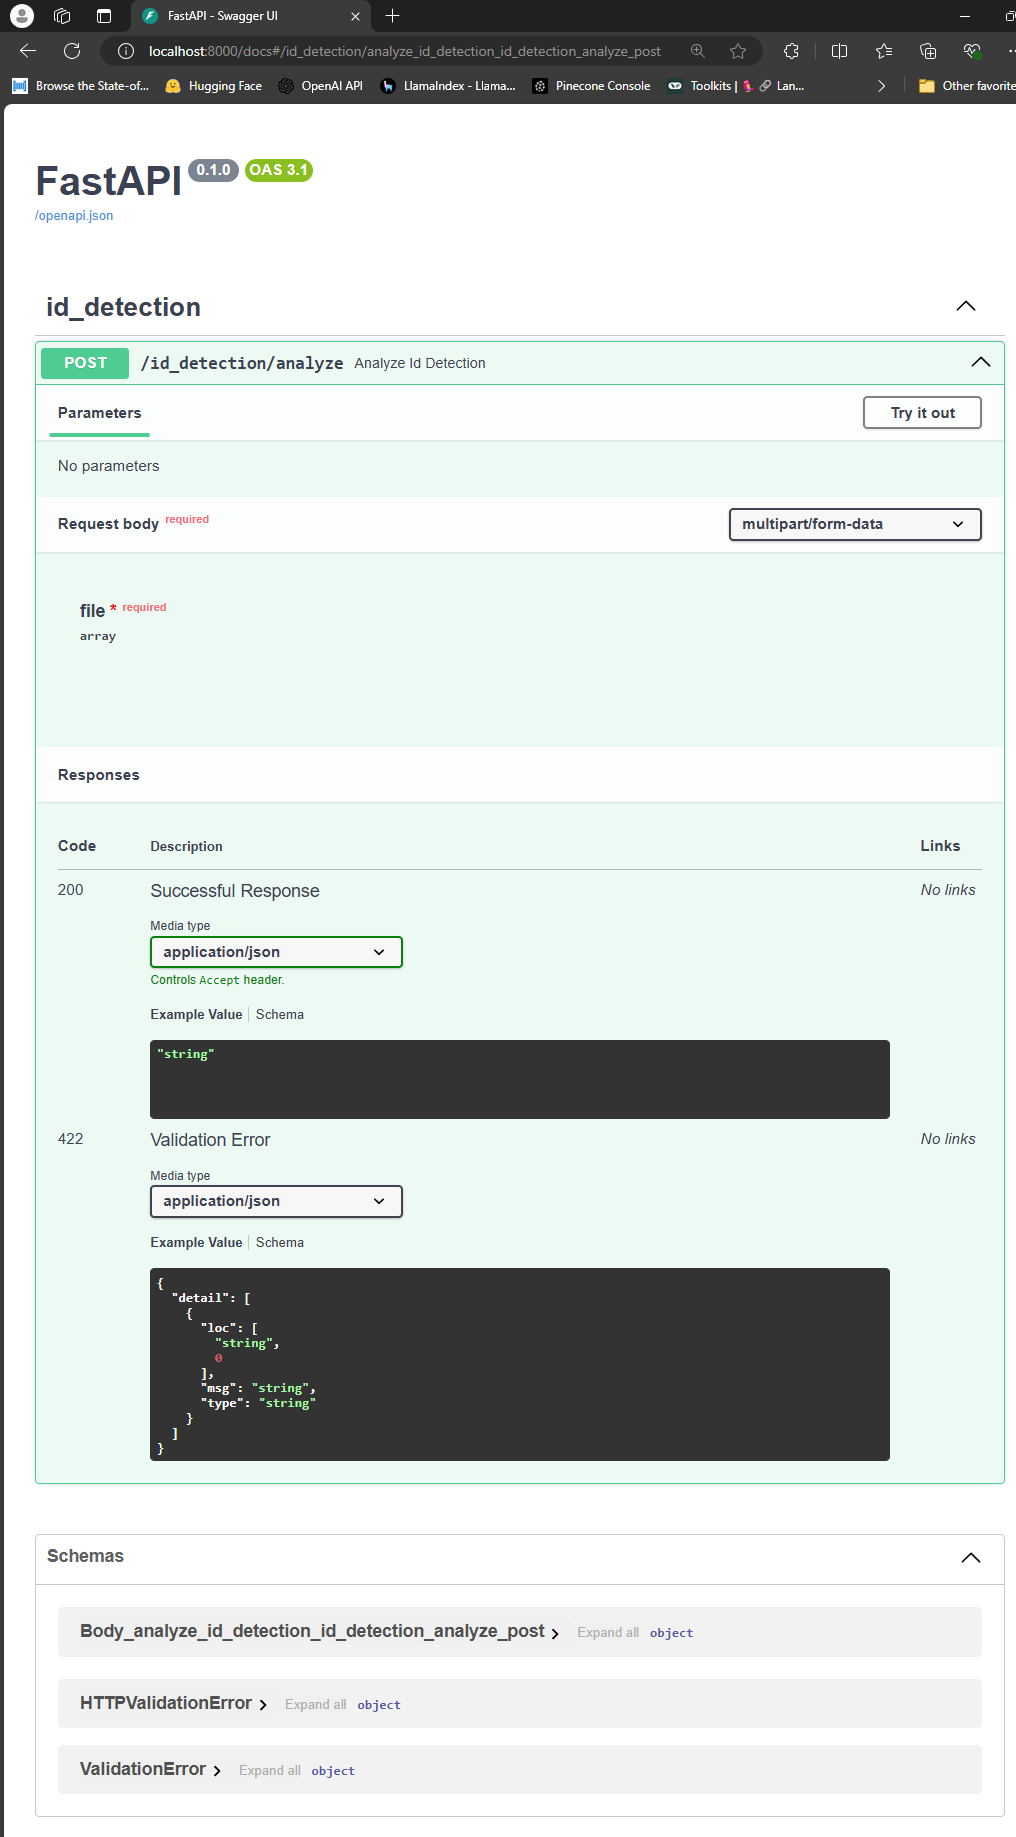 FastAPI - Swagger UI
localhost:8000/docs#/id_detection/analyze_id_detection_id_detection_analyze_post
Browse the State-of... Hugging Face OpenAI API LlamaIndex - Llama... Pinecone Console Toolkits | Lan... Other favorite
FastAPI 0.1.0 OAS 3.1
/openapi.json
id_detection
POST /id_detection/analyze Analyze Id Detection
Parameters Try it out
No parameters
Request body required multipart/form-data
file * required
array
Responses
Code Description Links
200 Successful Response No links
Media type
application/json
Controls Accept header.
Example Value Schema
"string"
422 Validation Error No links
Media type
application/json
Example Value Schema
{
"detail": [
{
"loc": [
"string",
0
],
"msg": "string",
"type": "string"
}
]
}
Schemas
Body_analyze_id_detection_id_detection_analyze_post Expand all object
HTTPValidationError Expand all object
ValidationError Expand all object